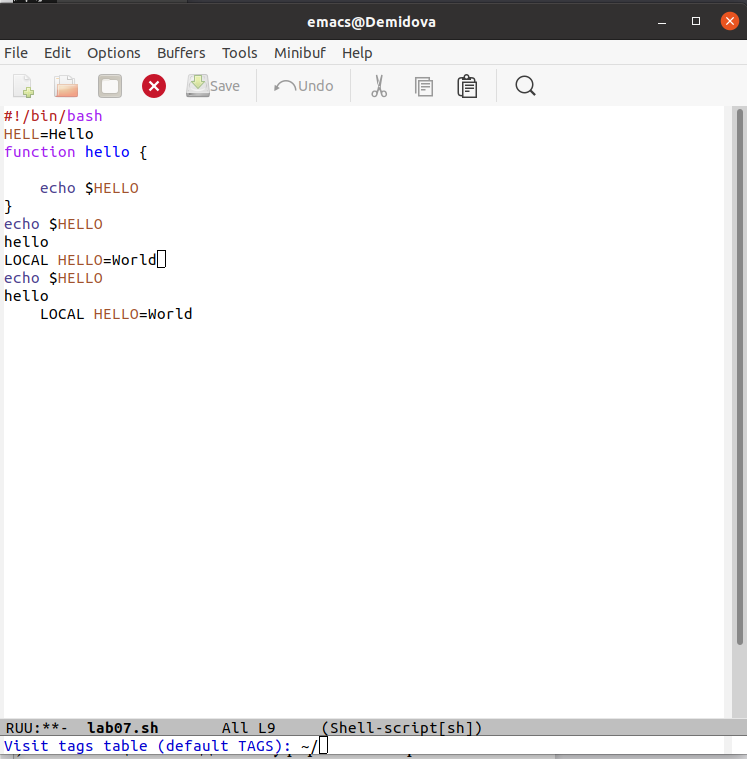 emacs@Demidova
File Edit Options Buffers Tools Minibuf Help
Save Undo
#!/bin/bash
HELL=Hello
function hello {
    echo $HELLO
}
echo $HELLO
hello
LOCAL HELLO=World
echo $HELLO
hello
    LOCAL HELLO=World
RUU:**-  lab07.sh       All L9     (Shell-script[sh])
Visit tags table (default TAGS): ~/